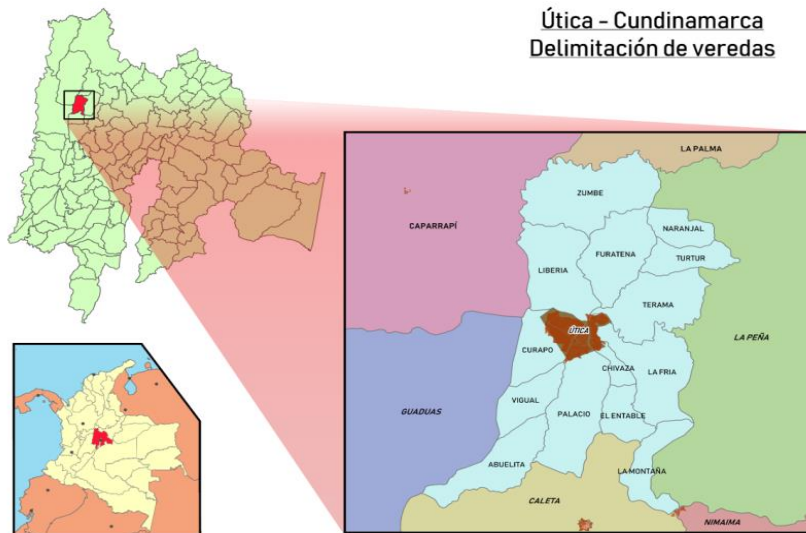 Útica - Cundinamarca
Delimitación de veredas
LA PALMA
ZUMBE
CAPARRAPÍ
NARANJAL
FURATENA
TURTUR
LIBERIA
TERAMA
ÚTICA
LA PEÑA
CURAPO
CHIVAZA
LA FRIA
VIGUAL
GUADUAS
PALACIO
EL ENTABLE
ABUELITA
LA MONTAÑA
CALETA
NIMAIMA